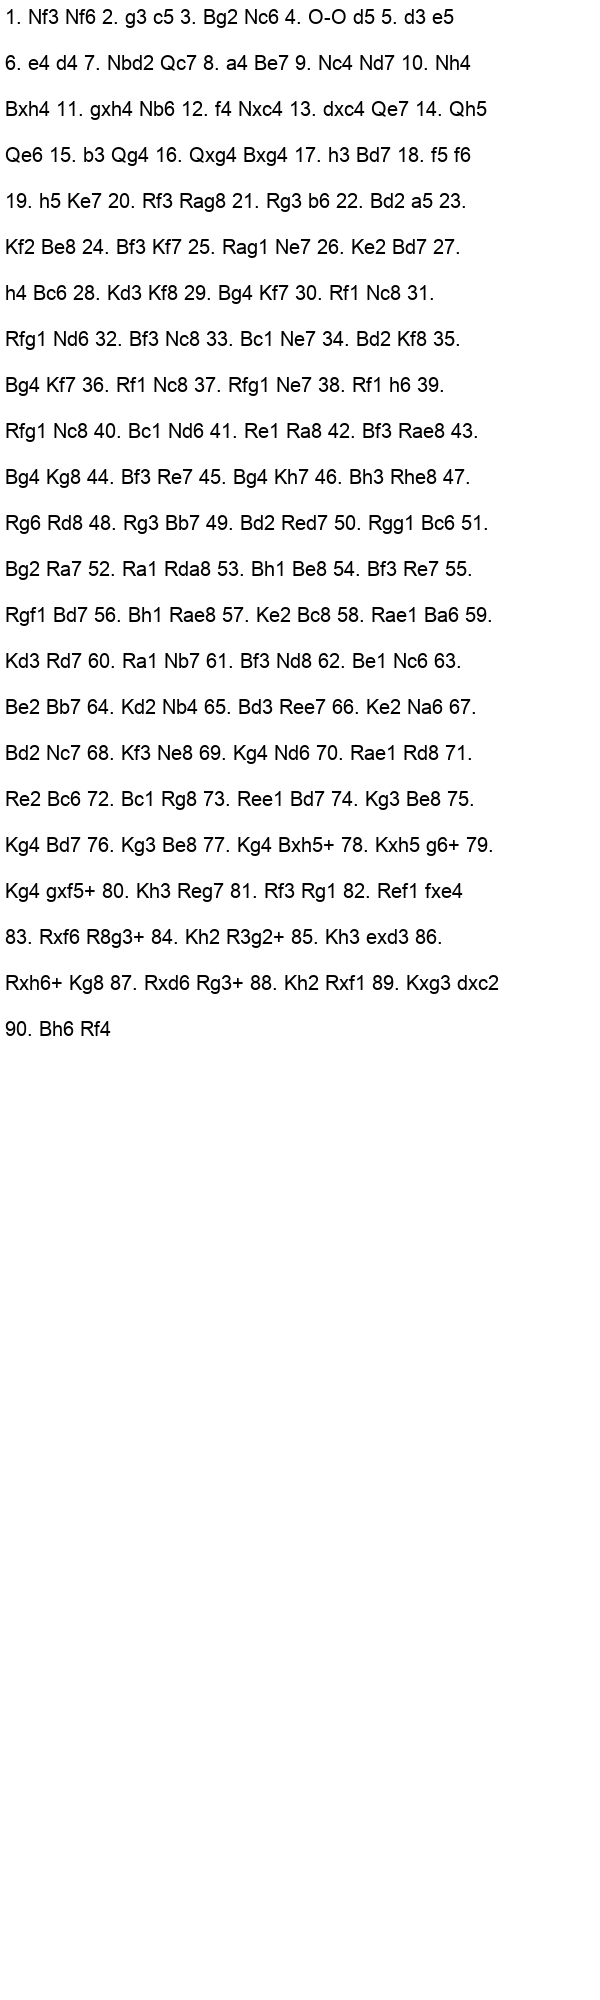 1. Nf3 Nf6 2. g3 c5 3. Bg2 Nc6 4. O-O d5 5. d3 e5
6. e4 d4 7. Nbd2 Qc7 8. a4 Be7 9. Nc4 Nd7 10. Nh4
Bxh4 11. gxh4 Nb6 12. f4 Nxc4 13. dxc4 Qe7 14. Qh5
Qe6 15. b3 Qg4 16. Qxg4 Bxg4 17. h3 Bd7 18. f5 f6
19. h5 Ke7 20. Rf3 Rag8 21. Rg3 b6 22. Bd2 a5 23.
Kf2 Be8 24. Bf3 Kf7 25. Rag1 Ne7 26. Ke2 Bd7 27.
h4 Bc6 28. Kd3 Kf8 29. Bg4 Kf7 30. Rf1 Nc8 31.
Rfg1 Nd6 32. Bf3 Nc8 33. Bc1 Ne7 34. Bd2 Kf8 35.
Bg4 Kf7 36. Rf1 Nc8 37. Rfg1 Ne7 38. Rf1 h6 39.
Rfg1 Nc8 40. Bc1 Nd6 41. Re1 Ra8 42. Bf3 Rae8 43.
Bg4 Kg8 44. Bf3 Re7 45. Bg4 Kh7 46. Bh3 Rhe8 47.
Rg6 Rd8 48. Rg3 Bb7 49. Bd2 Red7 50. Rgg1 Bc6 51.
Bg2 Ra7 52. Ra1 Rda8 53. Bh1 Be8 54. Bf3 Re7 55.
Rgf1 Bd7 56. Bh1 Rae8 57. Ke2 Bc8 58. Rae1 Ba6 59.
Kd3 Rd7 60. Ra1 Nb7 61. Bf3 Nd8 62. Be1 Nc6 63.
Be2 Bb7 64. Kd2 Nb4 65. Bd3 Ree7 66. Ke2 Na6 67.
Bd2 Nc7 68. Kf3 Ne8 69. Kg4 Nd6 70. Rae1 Rd8 71.
Re2 Bc6 72. Bc1 Rg8 73. Ree1 Bd7 74. Kg3 Be8 75.
Kg4 Bd7 76. Kg3 Be8 77. Kg4 Bxh5+ 78. Kxh5 g6+ 79.
Kg4 gxf5+ 80. Kh3 Reg7 81. Rf3 Rg1 82. Ref1 fxe4
83. Rxf6 R8g3+ 84. Kh2 R3g2+ 85. Kh3 exd3 86.
Rxh6+ Kg8 87. Rxd6 Rg3+ 88. Kh2 Rxf1 89. Kxg3 dxc2
90. Bh6 Rf4